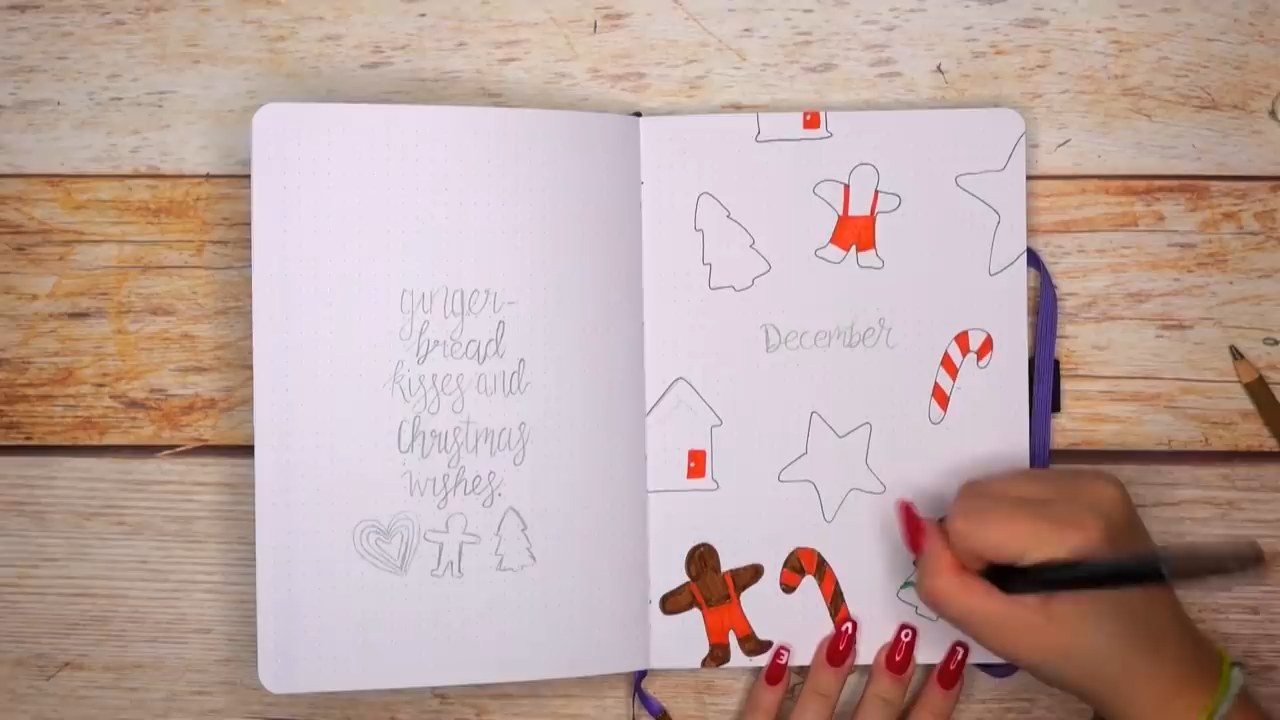 ginger-
bread
kisses and
Christmas
wishes.
December